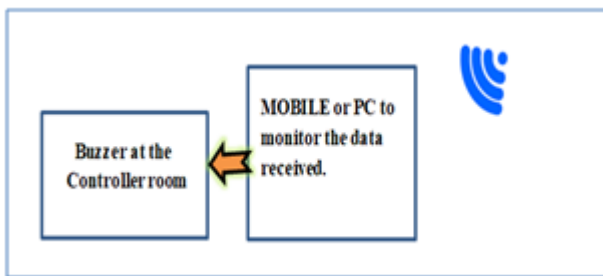 Buzzer at the
Controller room
MOBILE or PC to
monitor the data
received.